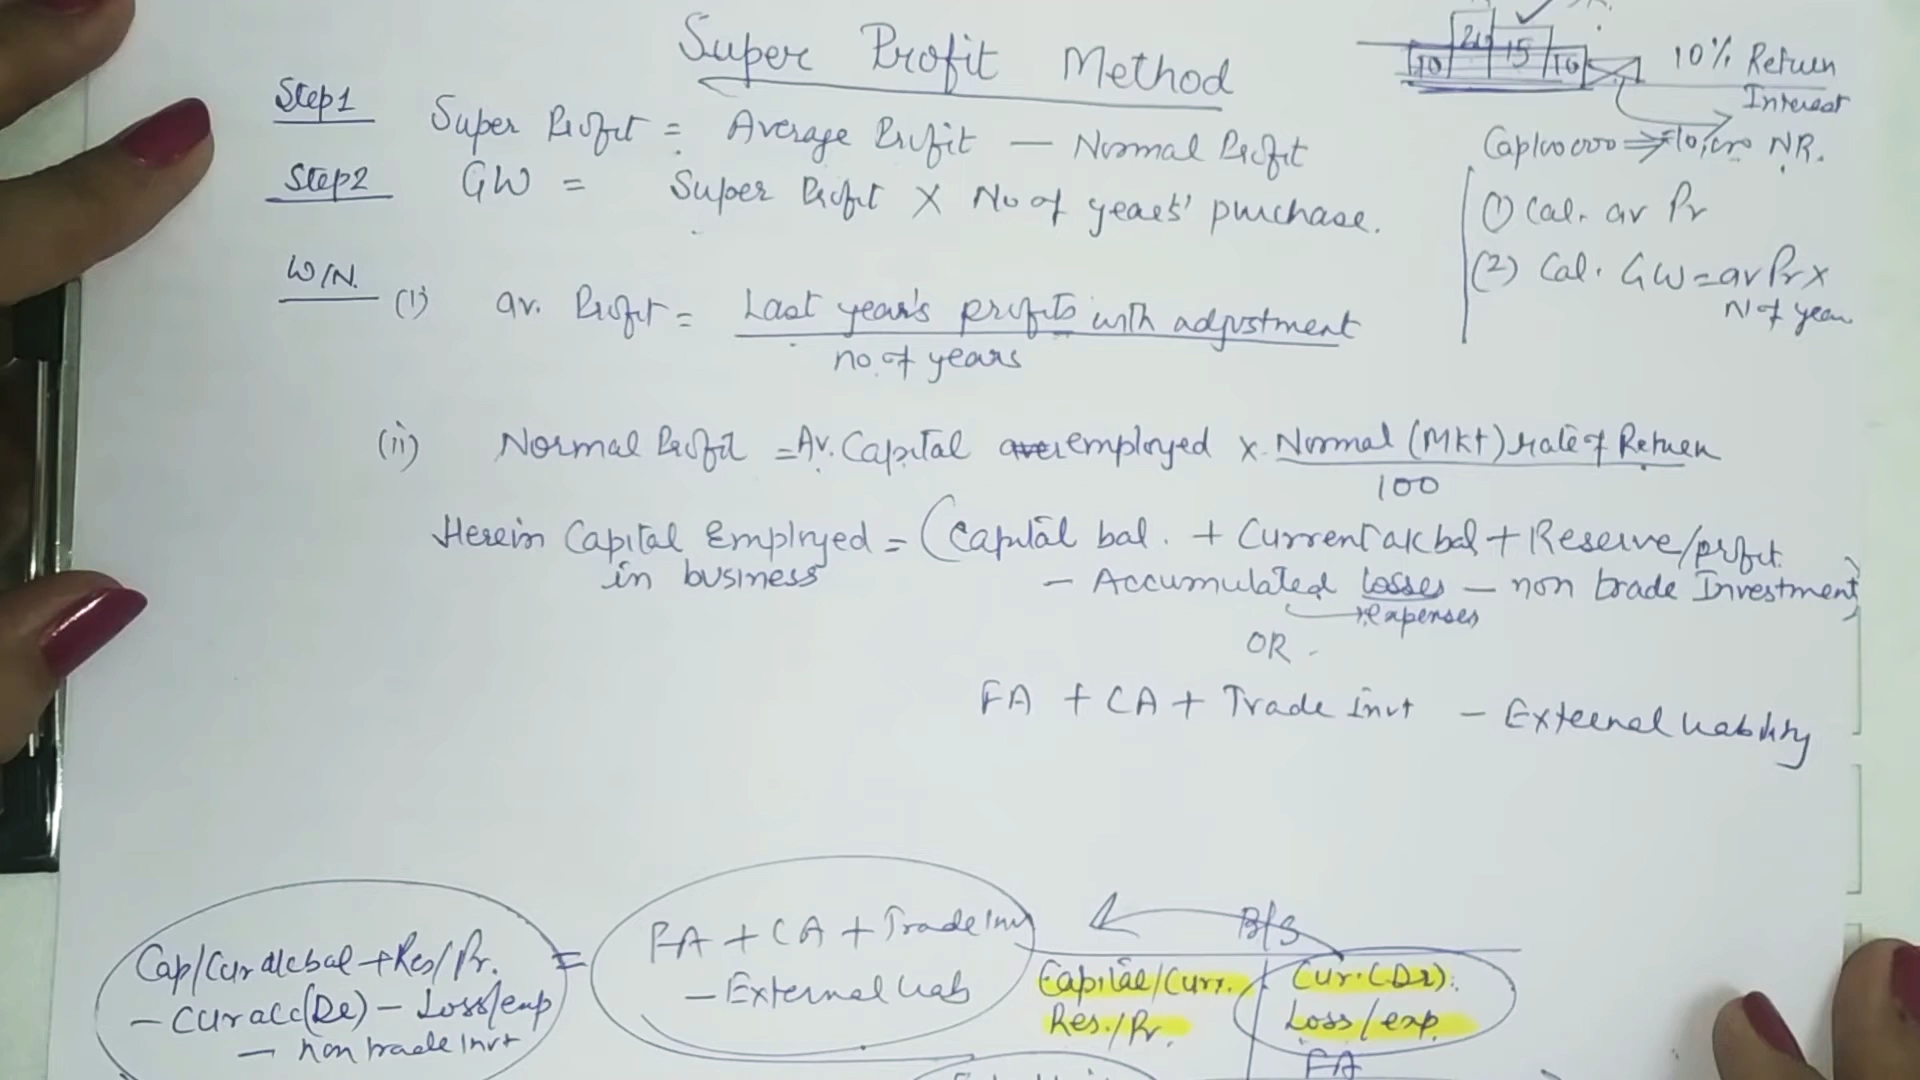 Super Profit Method
20 15
10 10
10% Return
Interest
NR.
Step1 Super Profit = Average Profit – Normal Profit
Step2 GW = Super Profit X No of years' purchase.
(1) Cal. av Pr
(2) Cal. GW = av Pr x
N of year
W/N. (i) av. Profit = Last year's profits with adjustment
no. of years
(ii) Normal Profit = Av. Capital employed x Normal (Mkt) rate of Return
100
Herein Capital Employed = (Capital bal. + Current a/c bal + Reserve/profit.
in business – Accumulated losses – non trade Investment)
→ expenses
OR -
FA + CA + Trade Invt – External liability
Cap/Cur a/c bal + Res/Pr. = FA + CA + Trade Inv
– Cur acc(Dr) – Loss/exp – External liab
– non trade Invt
B/S
Capital/Curr. Cur.(Dr).
Res./Pr. Loss/exp.
FA